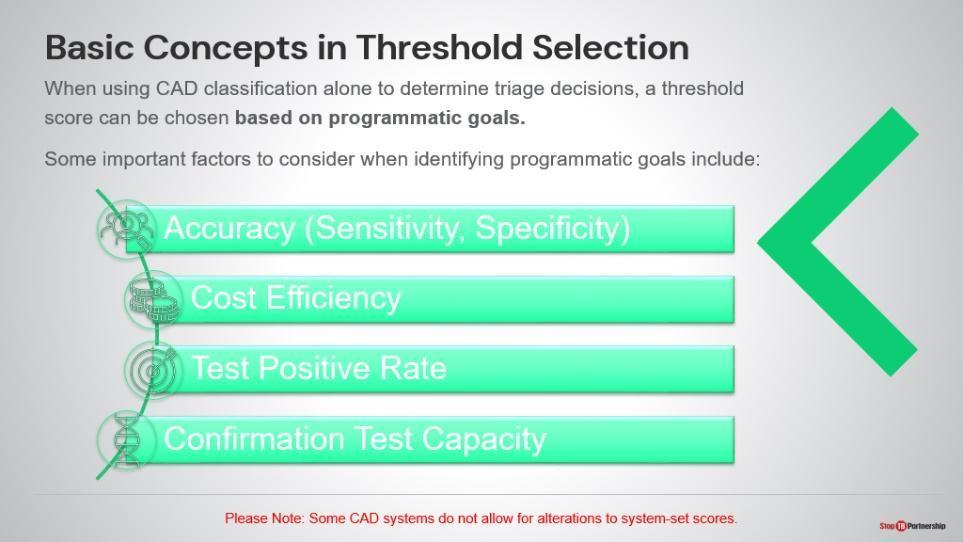 Basic Concepts in Threshold Selection
When using CAD classification alone to determine triage decisions, a threshold
score can be chosen based on programmatic goals.
Some important factors to consider when identifying programmatic goals include:
Accuracy (Sensitivity, Specificity)
Cost Efficiency
Test Positive Rate
Confirmation Test Capacity
Please Note: Some CAD systems do not allow for alterations to system-set scores.
Stop TB Partnership